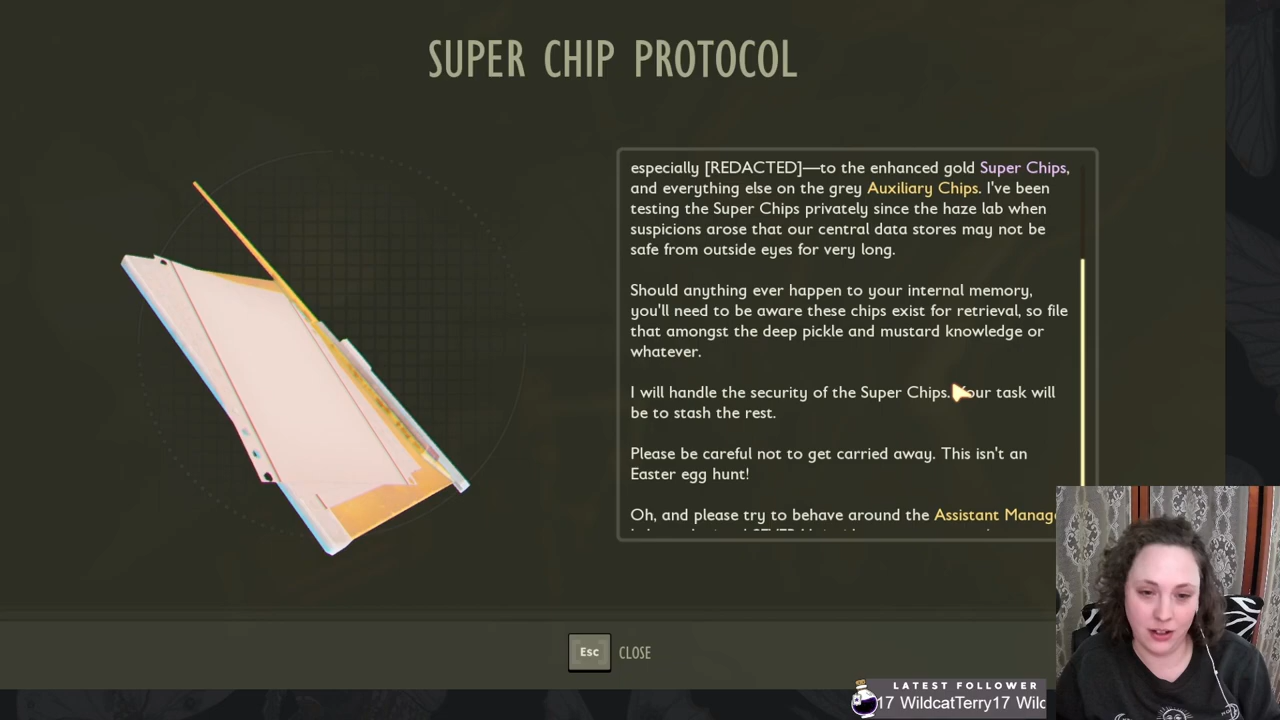 SUPER CHIP PROTOCOL
especially [REDACTED]—to the enhanced gold Super Chips,
and everything else on the grey Auxiliary Chips. I've been
testing the Super Chips privately since the haze lab when
suspicions arose that our central data stores may not be
safe from outside eyes for very long.
Should anything ever happen to your internal memory,
you'll need to be aware these chips exist for retrieval, so file
that amongst the deep pickle and mustard knowledge or
whatever.
I will handle the security of the Super Chips. Your task will
be to stash the rest.
Please be careful not to get carried away. This isn't an
Easter egg hunt!
Oh, and please try to behave around the Assistant Manage
Esc CLOSE
LATEST FOLLOWER
17 WildcatTerry17 Wild